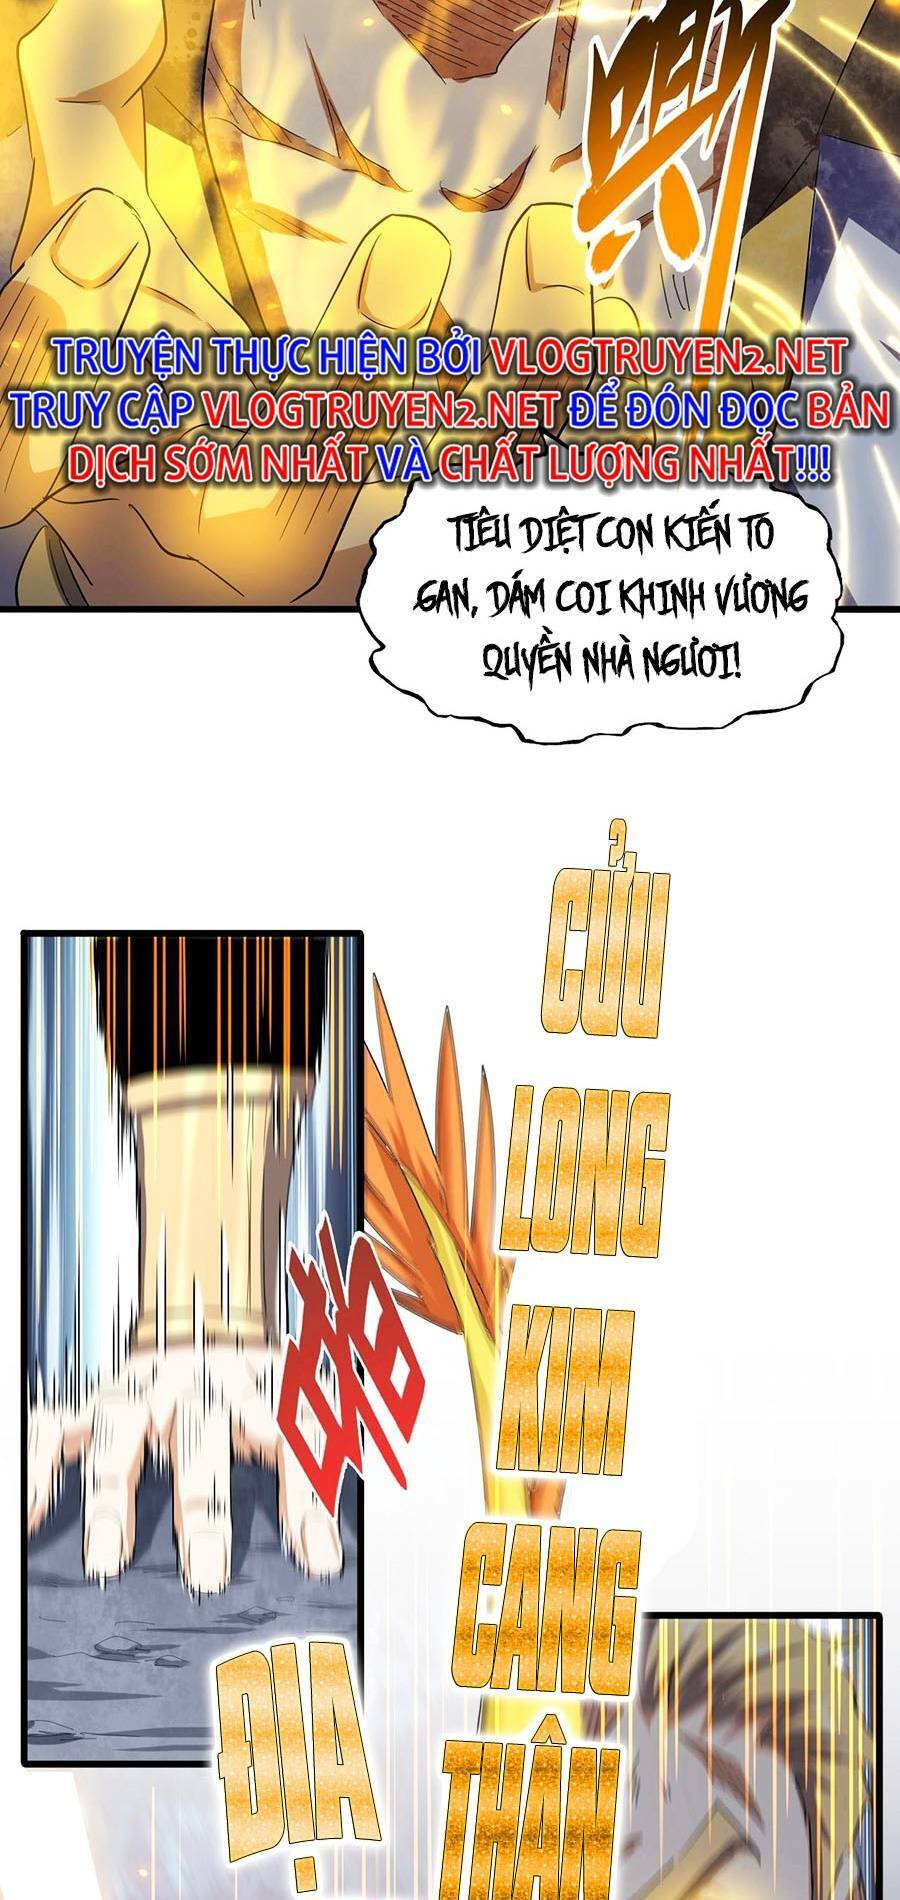 TRUYỆN THỰC HIỆN BỞI VLOGTRUYEN2.NET
TRUY CẬP VLOGTRUYEN2.NET ĐỂ ĐÓN ĐỌC BẢN
DỊCH SỚM NHẤT VÀ CHẤT LƯỢNG NHẤT!!!
TIÊU DIỆT CON KIẾN TO
GAN, DÁM COI KHINH VƯƠNG
QUYỀN NHÀ NGƯƠI!
CỬU
LONG
KIM
CANG
THÂN
ĐỊA